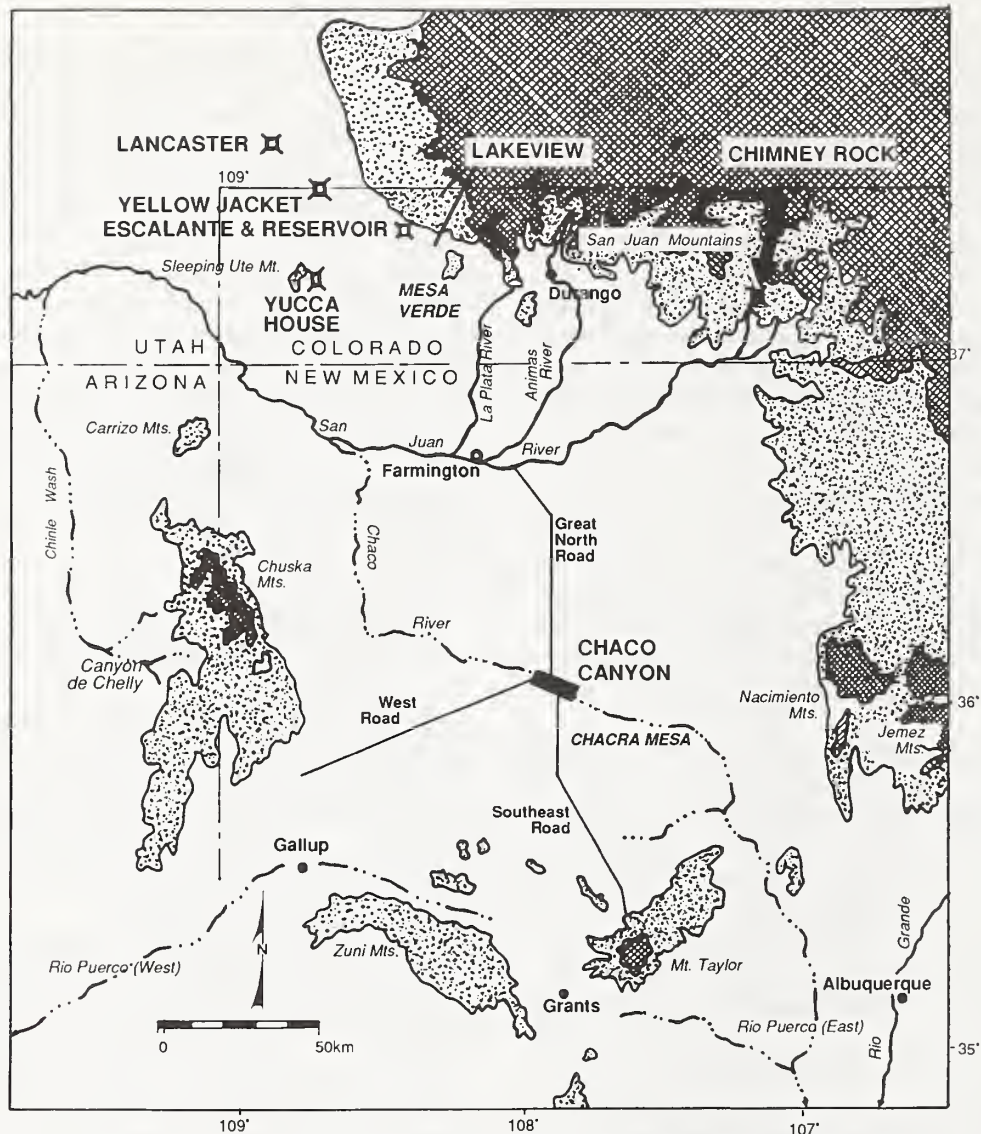 LANCASTER
LAKEVIEW
CHIMNEY ROCK
109°
YELLOW JACKET
ESCALANTE & RESERVOIR
San Juan Mountains
Sleeping Ute Mt.
MESA
VERDE
Durango
YUCCA
HOUSE
UTAH
COLORADO
37°
ARIZONA
NEW MEXICO
La Plata River
Animas
River
Carrizo Mts.
San
Juan
River
Farmington
Chinle Wash
Chaco
Great
North
Road
Chuska
Mts.
River
CHACO
CANYON
Canyon
de Chelly
West
Road
Nacimiento
Mts.
36°
CHACRA MESA
Jemez
Mts.
Southeast
Road
Gallup
N
Rio Puerco (West)
Zuni Mts.
Mt. Taylor
Grande
Albuquerque
Grants
Rio Puerco (East)
Rio
0
50km
35°
109°
108°
107°